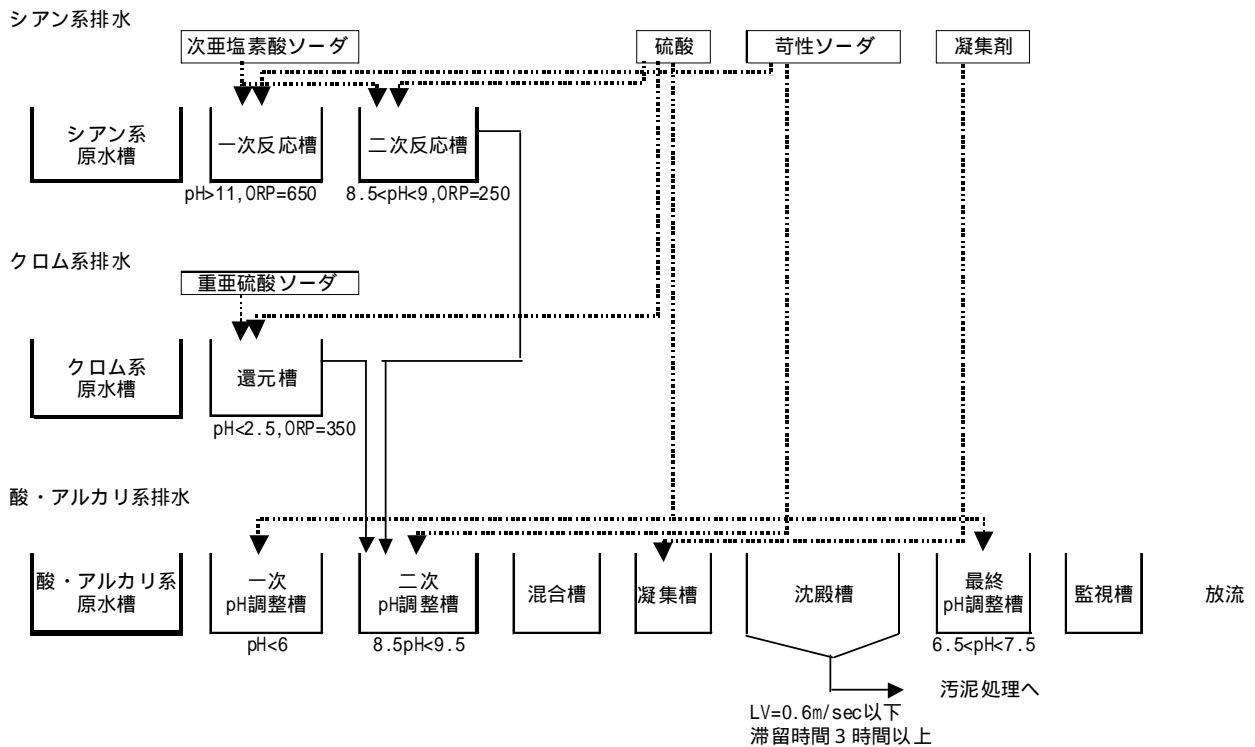 シアン系排水
次亜塩素酸ソーダ
硫酸
苛性ソーダ
凝集剤
シアン系
原水槽
一次反応槽
二次反応槽
pH>11,ORP=650
8.5<pH<9,ORP=250
クロム系排水
重亜硫酸ソーダ
クロム系
原水槽
還元槽
pH<2.5,ORP=350
酸・アルカリ系排水
酸・アルカリ系
原水槽
一次
pH調整槽
二次
pH調整槽
混合槽
凝集槽
沈殿槽
最終
pH調整槽
監視槽
放流
pH<6
8.5pH<9.5
6.5<pH<7.5
汚泥処理へ
LV=0.6m/sec以下
滞留時間3時間以上